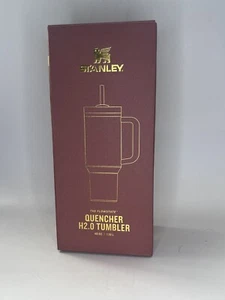 STANLEY
THE FLOWSTATE™
QUENCHER
H2.0 TUMBLER